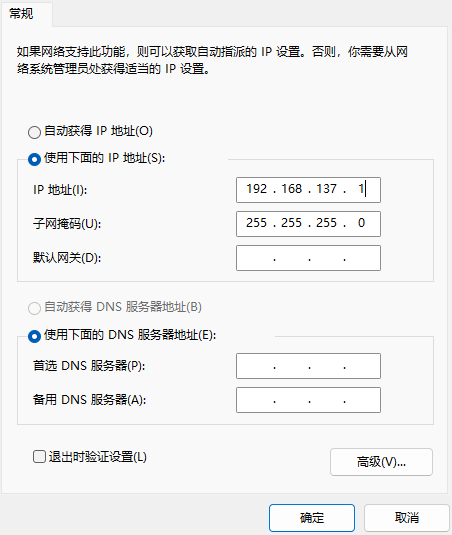 常规
如果网络支持此功能，则可以获取自动指派的 IP 设置。否则，你需要从网
络系统管理员处获得适当的 IP 设置。
自动获得 IP 地址(O)
使用下面的 IP 地址(S):
IP 地址(I): 192 . 168 . 137 . 1
子网掩码(U): 255 . 255 . 255 . 0
默认网关(D): . . .
自动获得 DNS 服务器地址(B)
使用下面的 DNS 服务器地址(E):
首选 DNS 服务器(P): . . .
备用 DNS 服务器(A): . . .
退出时验证设置(L)
高级(V)...
确定 取消